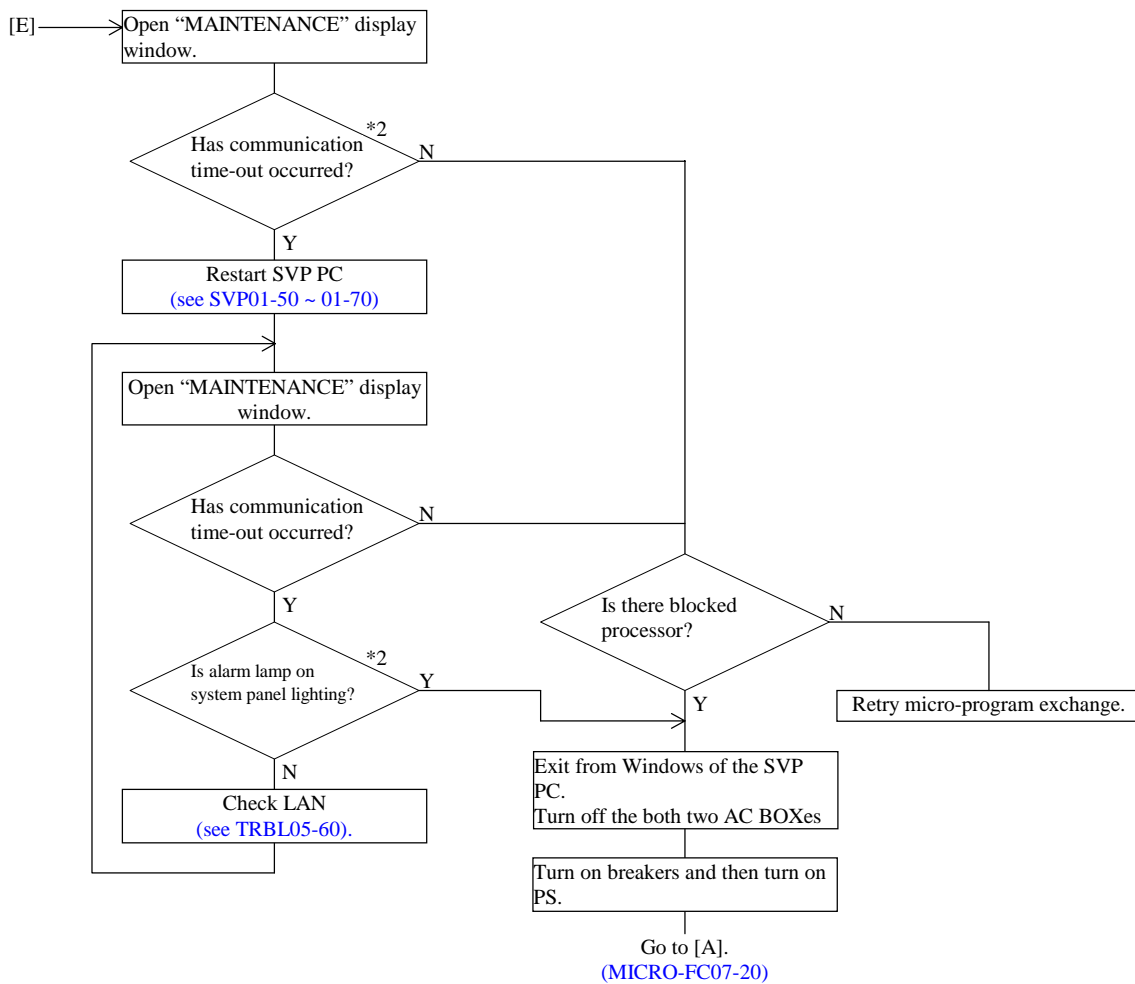 [E]
Open “MAINTENANCE” display
window.
*2
Has communication
time-out occurred?
N
Y
Restart SVP PC
(see SVP01-50 ~ 01-70)
Open “MAINTENANCE” display
window.
Has communication
time-out occurred?
N
Y
Is there blocked
processor?
N
Y
*2
Is alarm lamp on
system panel lighting?
Y
N
Retry micro-program exchange.
Check LAN
(see TRBL05-60).
Exit from Windows of the SVP
PC.
Turn off the both two AC BOXes
Turn on breakers and then turn on
PS.
Go to [A].
(MICRO-FC07-20)